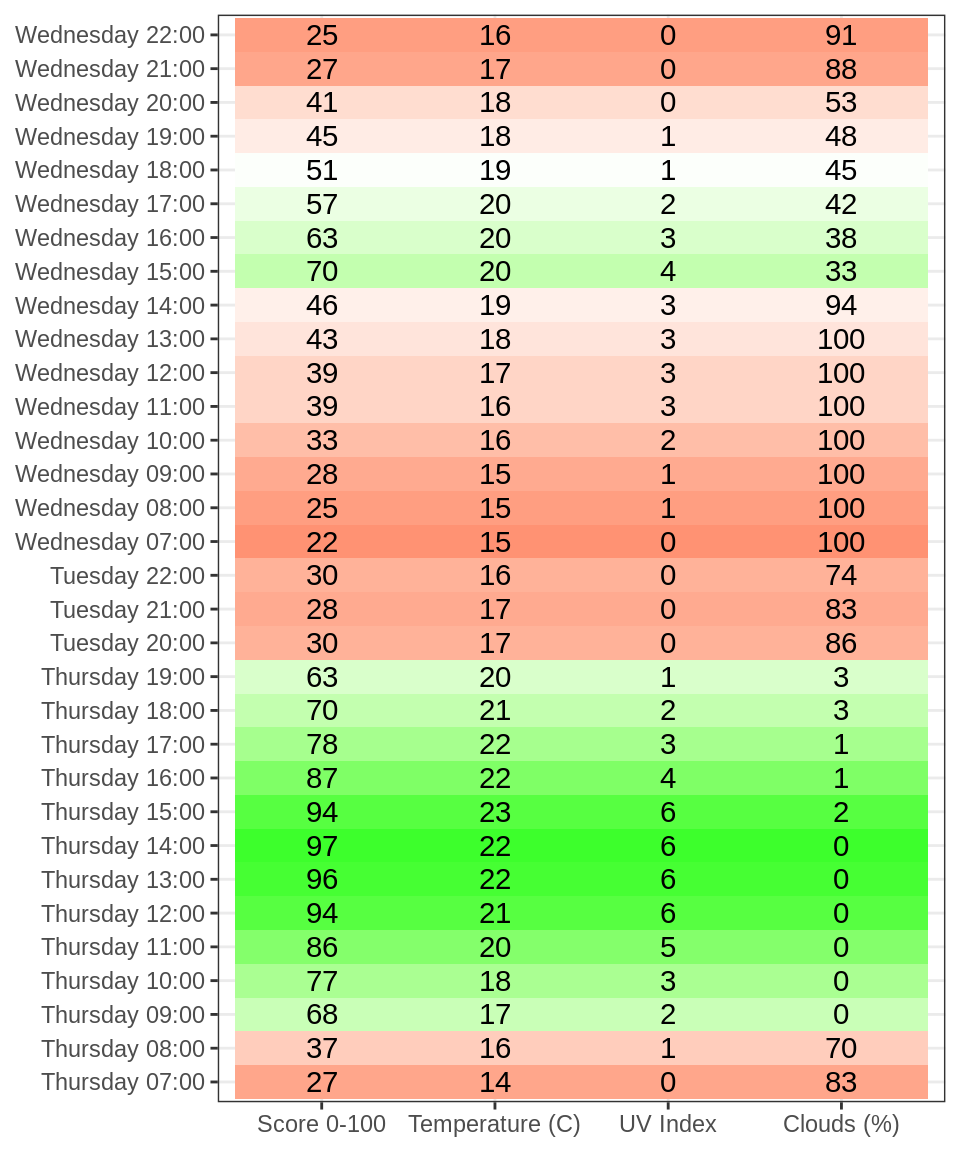 Wednesday 22:00 25 16 0 91
Wednesday 21:00 27 17 0 88
Wednesday 20:00 41 18 0 53
Wednesday 19:00 45 18 1 48
Wednesday 18:00 51 19 1 45
Wednesday 17:00 57 20 2 42
Wednesday 16:00 63 20 3 38
Wednesday 15:00 70 20 4 33
Wednesday 14:00 46 19 3 94
Wednesday 13:00 43 18 3 100
Wednesday 12:00 39 17 3 100
Wednesday 11:00 39 16 3 100
Wednesday 10:00 33 16 2 100
Wednesday 09:00 28 15 1 100
Wednesday 08:00 25 15 1 100
Wednesday 07:00 22 15 0 100
Tuesday 22:00 30 16 0 74
Tuesday 21:00 28 17 0 83
Tuesday 20:00 30 17 0 86
Thursday 19:00 63 20 1 3
Thursday 18:00 70 21 2 3
Thursday 17:00 78 22 3 1
Thursday 16:00 87 22 4 1
Thursday 15:00 94 23 6 2
Thursday 14:00 97 22 6 0
Thursday 13:00 96 22 6 0
Thursday 12:00 94 21 6 0
Thursday 11:00 86 20 5 0
Thursday 10:00 77 18 3 0
Thursday 09:00 68 17 2 0
Thursday 08:00 37 16 1 70
Thursday 07:00 27 14 0 83
Score 0-100 Temperature (C) UV Index Clouds (%)